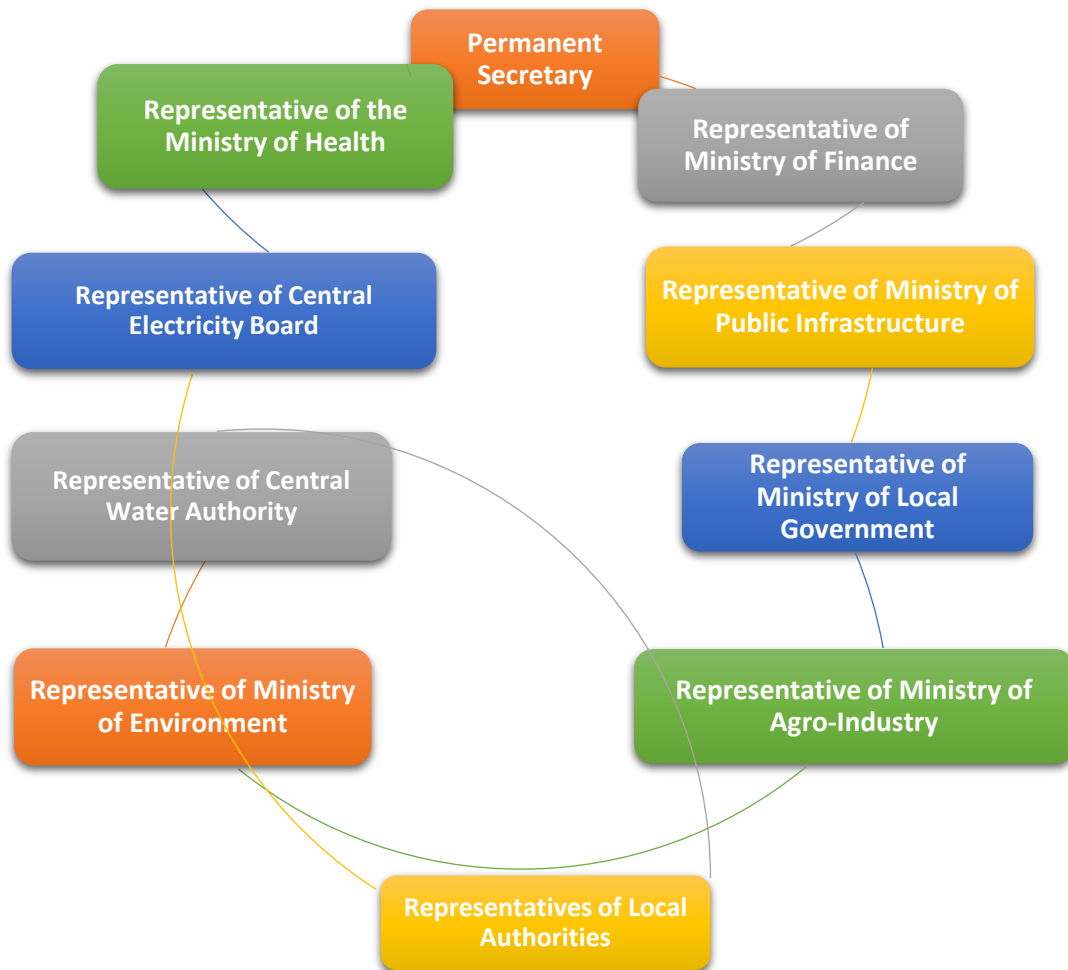 Permanent
Secretary
Representative of the
Ministry of Health
Representative of
Ministry of Finance
Representative of Central
Electricity Board
Representative of Ministry of
Public Infrastructure
Representative of Central
Water Authority
Representative of
Ministry of Local
Government
Representative of Ministry
of Environment
Representative of Ministry of
Agro-Industry
Representatives of Local
Authorities